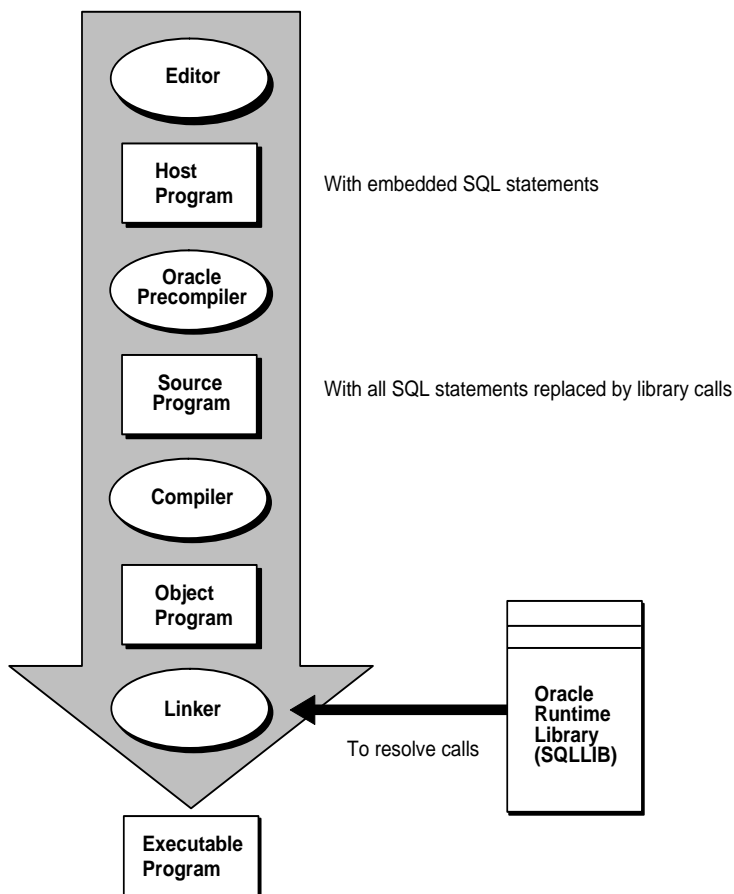 Editor
Host
Program
With embedded SQL statements
Oracle
Precompiler
Source
Program
With all SQL statements replaced by library calls
Compiler
Object
Program
Linker
To resolve calls
Oracle
Runtime
Library
(SQLLIB)
Executable
Program